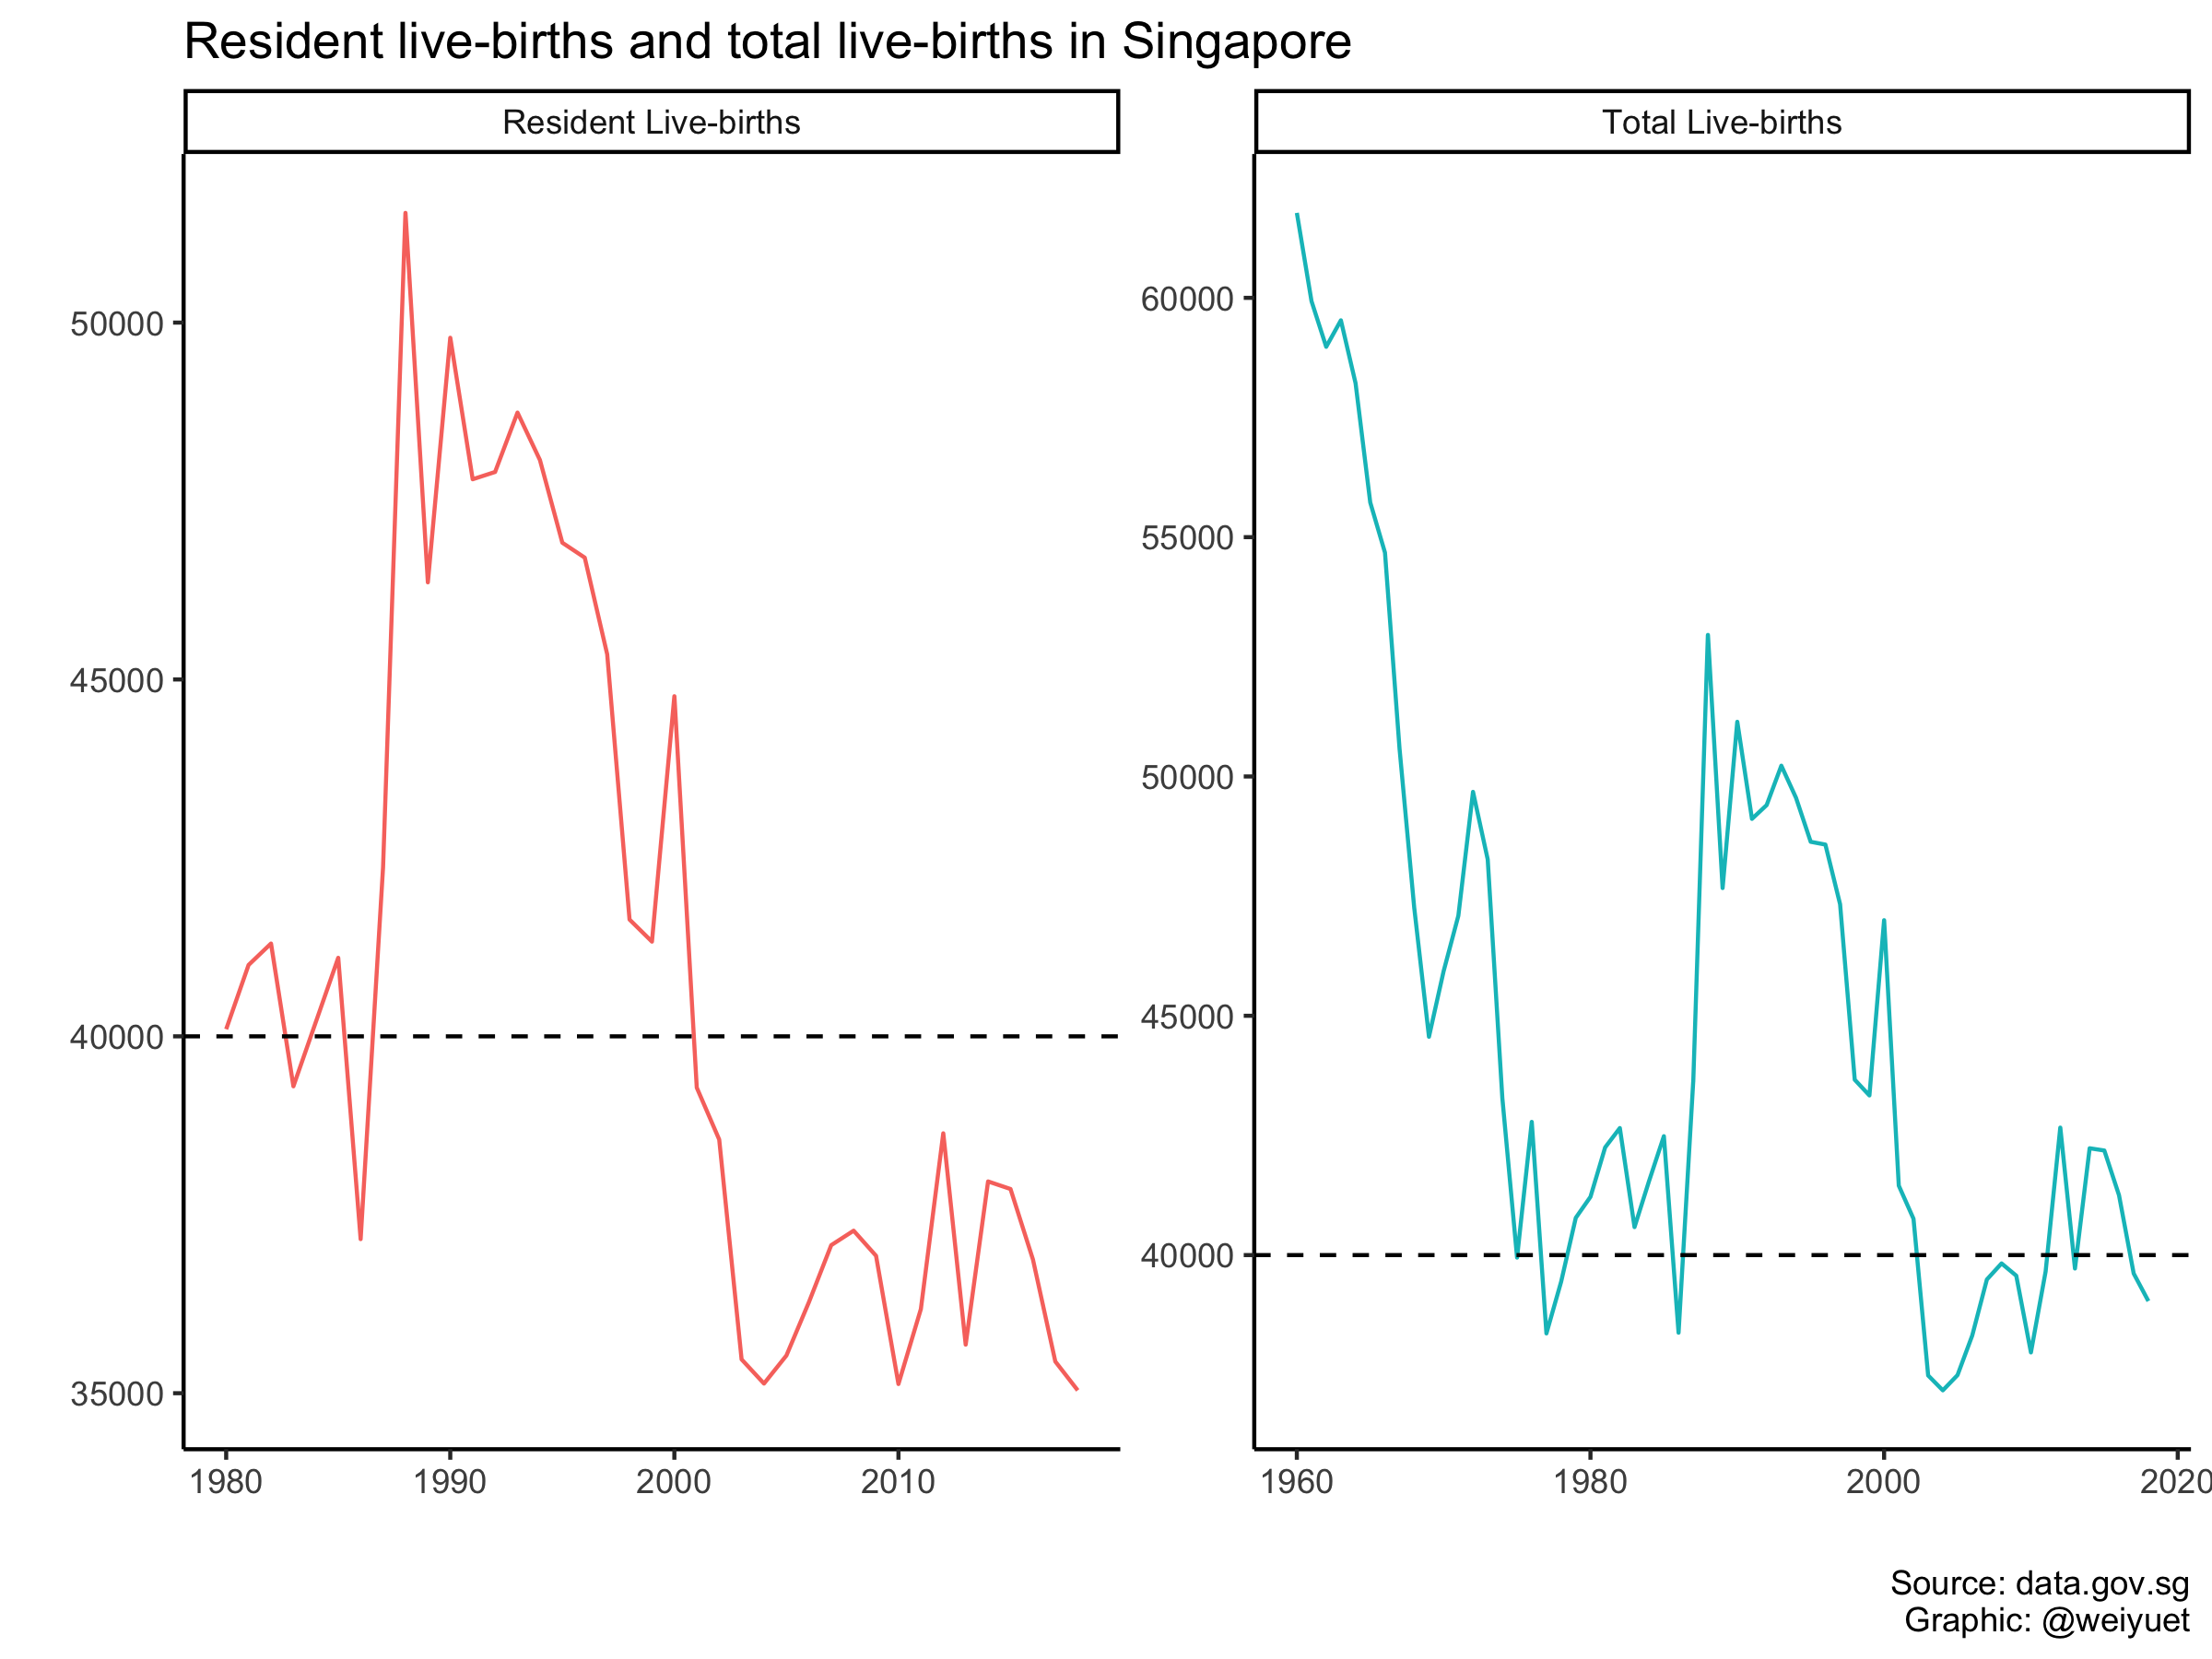 Resident live-births and total live-births in Singapore
Resident Live-births
50000
45000
40000
35000
1980 1990 2000 2010
Total Live-births
60000
55000
50000
45000
40000
1960 1980 2000 2020
Source: data.gov.sg
Graphic: @weiyuet